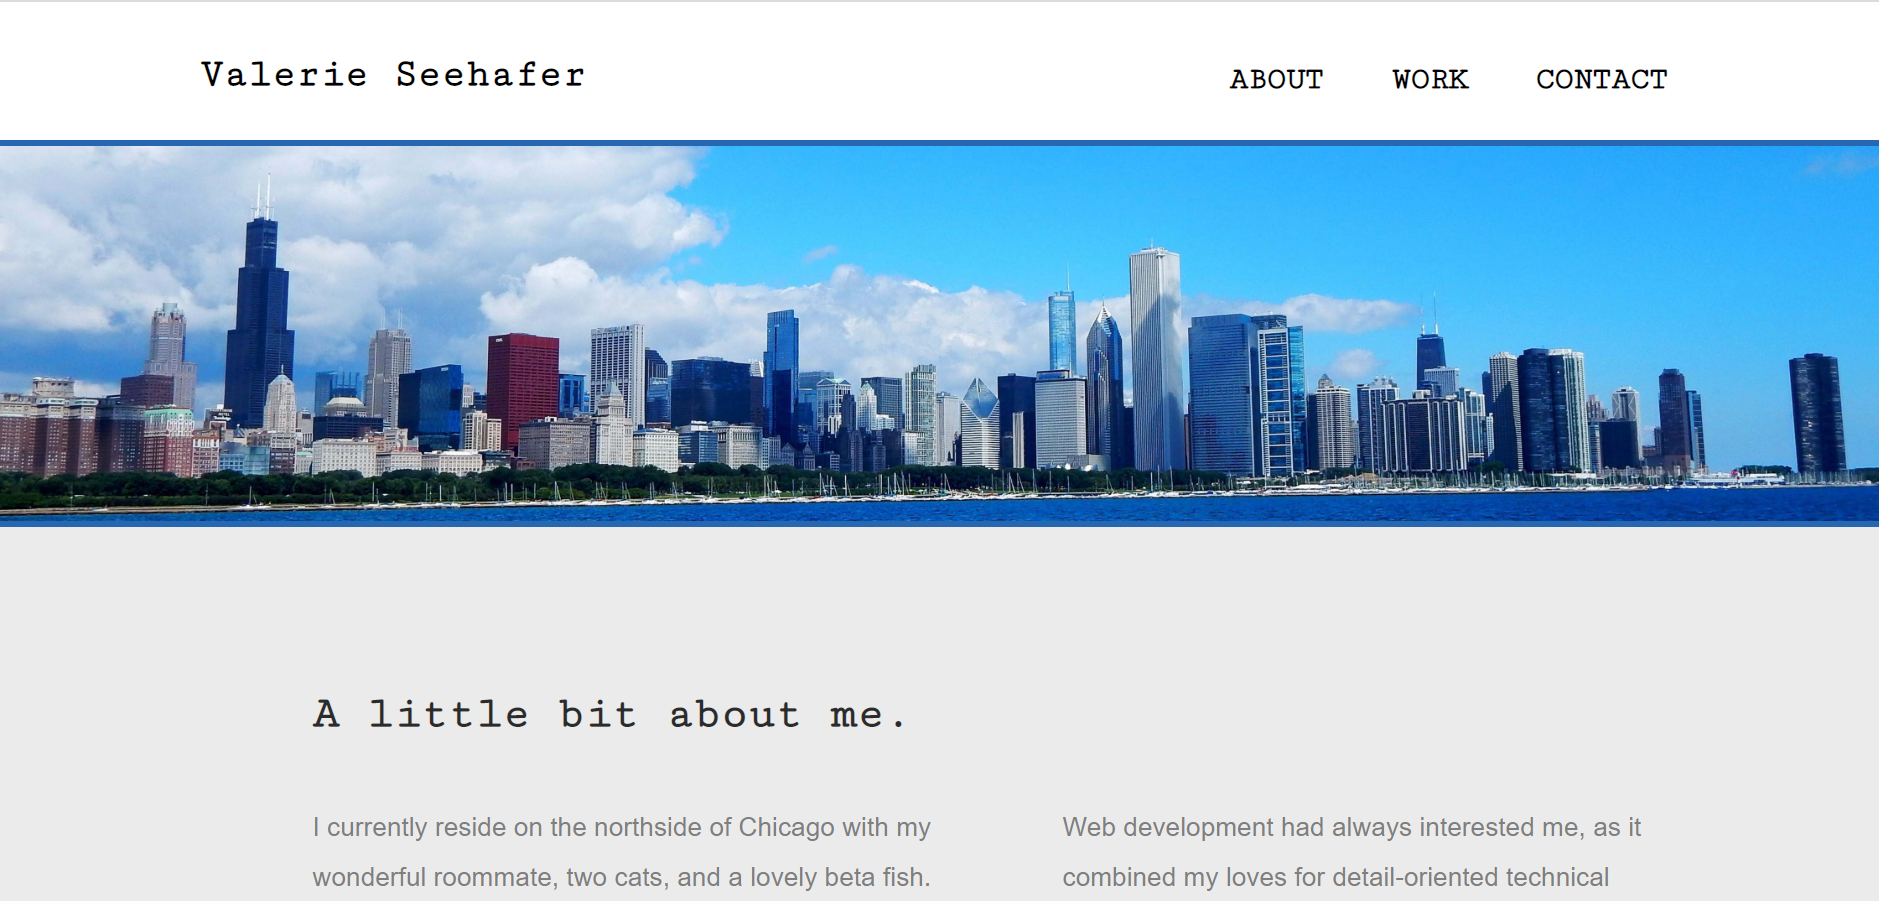 Valerie Seehafer
ABOUT WORK CONTACT
A little bit about me.
I currently reside on the northside of Chicago with my
wonderful roommate, two cats, and a lovely beta fish.
Web development had always interested me, as it
combined my loves for detail-oriented technical